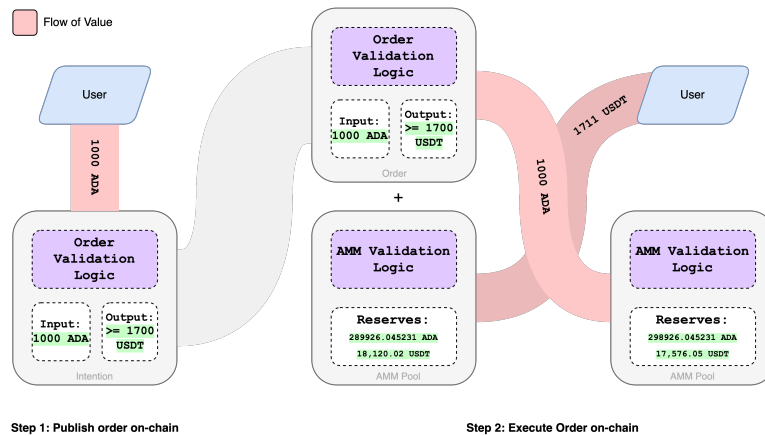 Flow of Value
User
1000 ADA
Order
Validation
Logic
Input:
1000 ADA
Output:
>= 1700
USDT
Intention
Order
Validation
Logic
Input:
1000 ADA
Output:
>= 1700
USDT
Order
+
AMM Validation
Logic
Reserves:
289926.045231 ADA
18,120.02 USDT
AMM Pool
1000 ADA
1711 USDT
User
AMM Validation
Logic
Reserves:
298926.045231 ADA
17,576.05 USDT
AMM Pool
Step 1: Publish order on-chain
Step 2: Execute Order on-chain